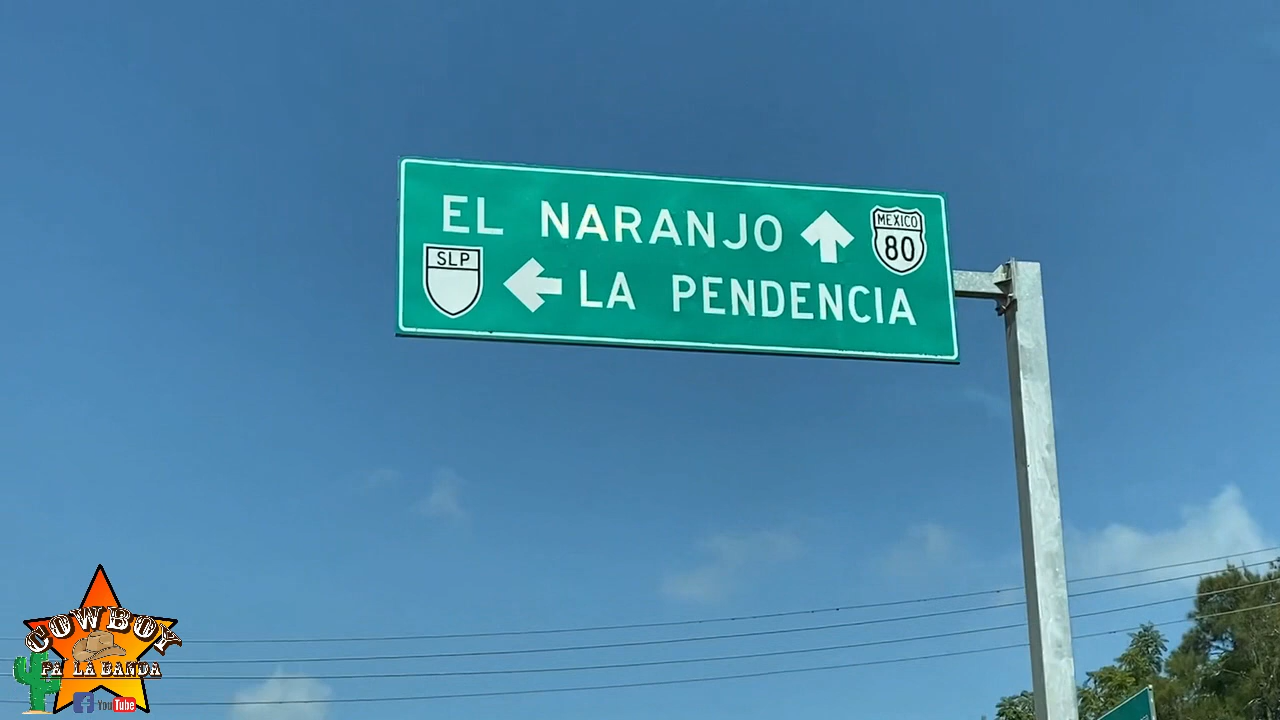 EL NARANJO
MEXICO
80
SLP
LA PENDENCIA
COWBOY
PA' LA BANDA
YouTube